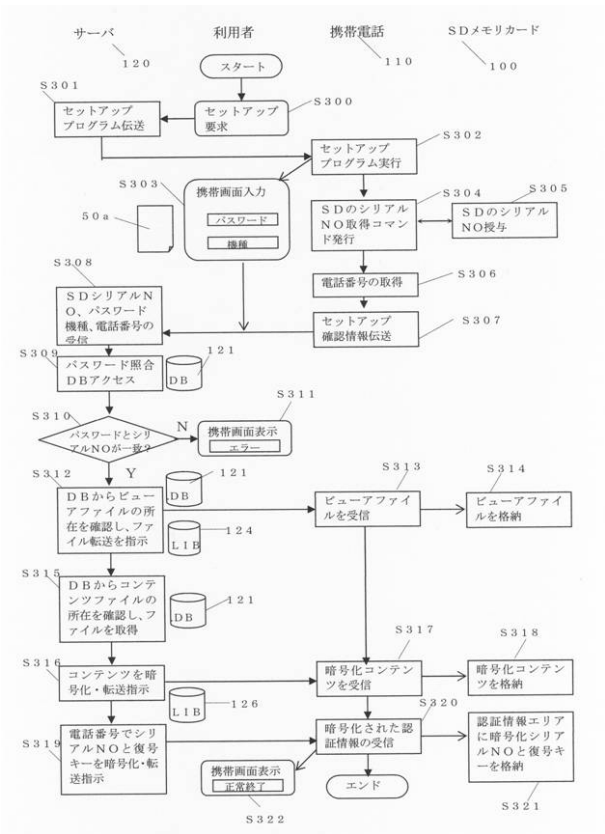 サーバ
利用者
携帯電話
SDメモリカード
120
110
100
スタート
S301
セットアップ
プログラム伝送
セットアップ
要求
S300
S302
セットアップ
プログラム実行
S303
携帯画面入力
パスワード
機種
50a
S304
SDのシリアル
NO取得コマン
ド発行
S305
SDのシリアル
NO授与
S306
電話番号の取得
S307
セットアップ
確認情報伝送
S308
SDシリアルN
O、パスワード
機種、電話番号の
受信
S309
パスワード照合
DBアクセス
121
DB
S310
パスワードとシリ
アルNOが一致?
N
Y
S311
携帯画面表示
エラー
S312
DBからビュー
アファイルの所
在を確認し、ファ
イル転送を指示
121
DB
124
LIB
S313
ビューアファイ
ルを受信
S314
ビューアファイ
ルを格納
S315
DBからコンテン
ツファイルの
所在を確認し、フ
ァイルを取得
121
DB
S316
コンテンツを暗
号化・転送指示
126
LIB
S317
暗号化コンテン
ツを受信
S318
暗号化コンテン
ツを格納
S319
電話番号でシリ
アルNOと復号
キーを暗号化・転
送指示
S320
暗号化された認
証情報の受信
認証情報エリア
に暗号化シリア
ルNOと復号キ
ーを格納
S321
携帯画面表示
正常終了
S322
エンド